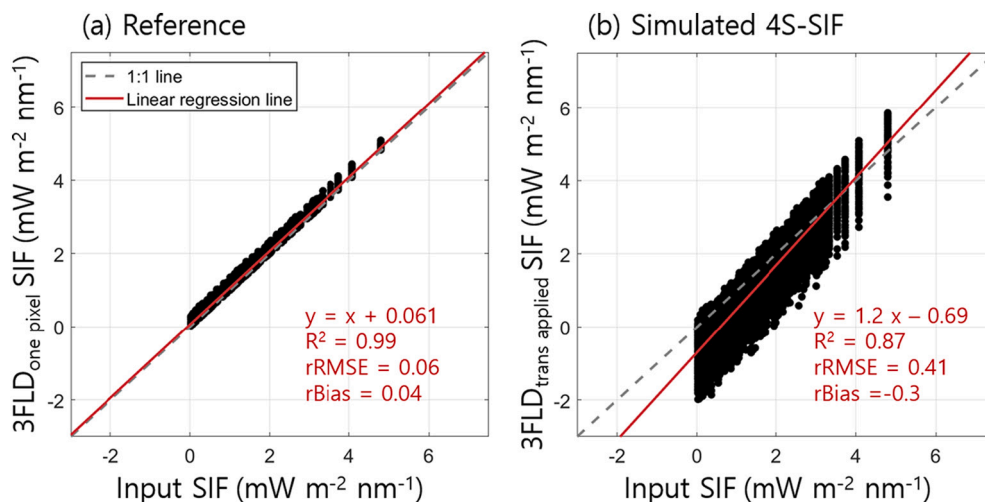 (a) Reference
3FLD_one pixel SIF (mW m⁻² nm⁻¹)
6
4
2
0
-2
1:1 line
Linear regression line
y = x + 0.061
R² = 0.99
rRMSE = 0.06
rBias = 0.04
-2 0 2 4 6
Input SIF (mW m⁻² nm⁻¹)
(b) Simulated 4S-SIF
3FLD_trans applied SIF (mW m⁻² nm⁻¹)
6
4
2
0
-2
y = 1.2 x – 0.69
R² = 0.87
rRMSE = 0.41
rBias =-0.3
-2 0 2 4 6
Input SIF (mW m⁻² nm⁻¹)